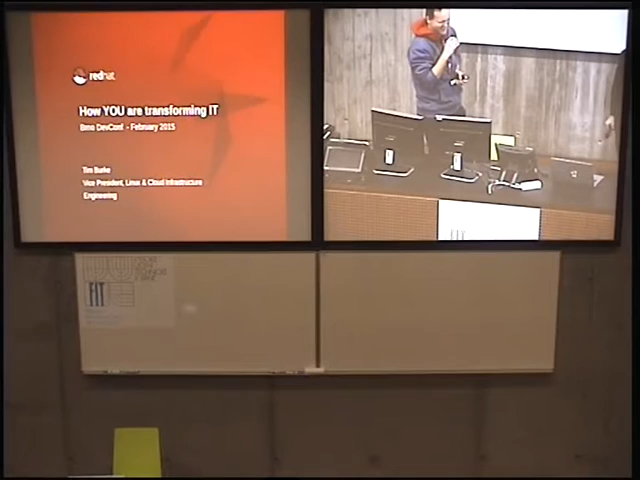 redhat
How YOU are transforming IT
Brno DevConf - February 2015
Tim Burke
Vice President, Linux & Cloud Infrastructure
Engineering
FIT